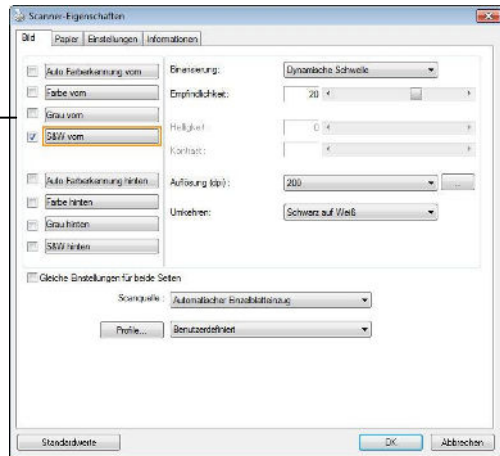 Scanner-Eigenschaften
Bild Papier Einstellungen Informationen
Auto Farberkennung vorn
Farbe vorn
Grau vorn
S&W vorn
Auto Farberkennung hinten
Farbe hinten
Grau hinten
S&W hinten
Binarisierung: Dynamische Schwelle
Empfindlichkeit: 20
Helligkeit: 0
Kontrast:
Auflösung (dpi): 200 ...
Umkehren: Schwarz auf Weiß
Gleiche Einstellungen für beide Seiten
Scanquelle : Automatischer Einzelblatteinzug
Profile... Benutzerdefiniert
Standardwerte OK Abbrechen